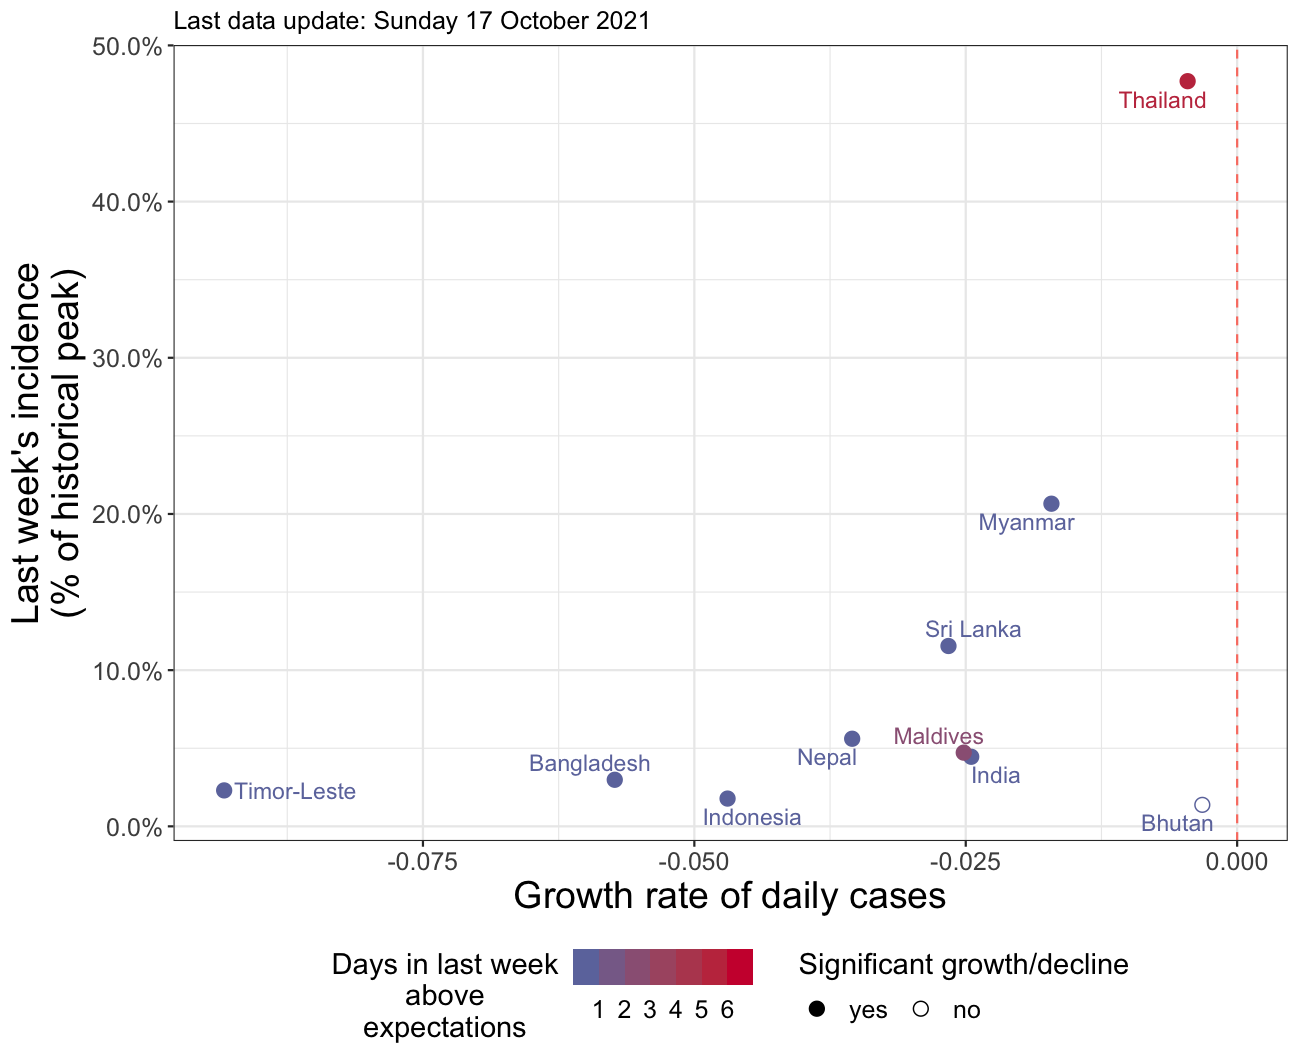 Last data update: Sunday 17 October 2021
50.0%
40.0%
30.0%
20.0%
10.0%
0.0%
Last week's incidence
(% of historical peak)
Thailand
Myanmar
Sri Lanka
Maldives
Nepal
India
Bangladesh
Timor-Leste
Indonesia
Bhutan
-0.075 -0.050 -0.025 0.000
Growth rate of daily cases
Days in last week
above
expectations
1 2 3 4 5 6
Significant growth/decline
yes no